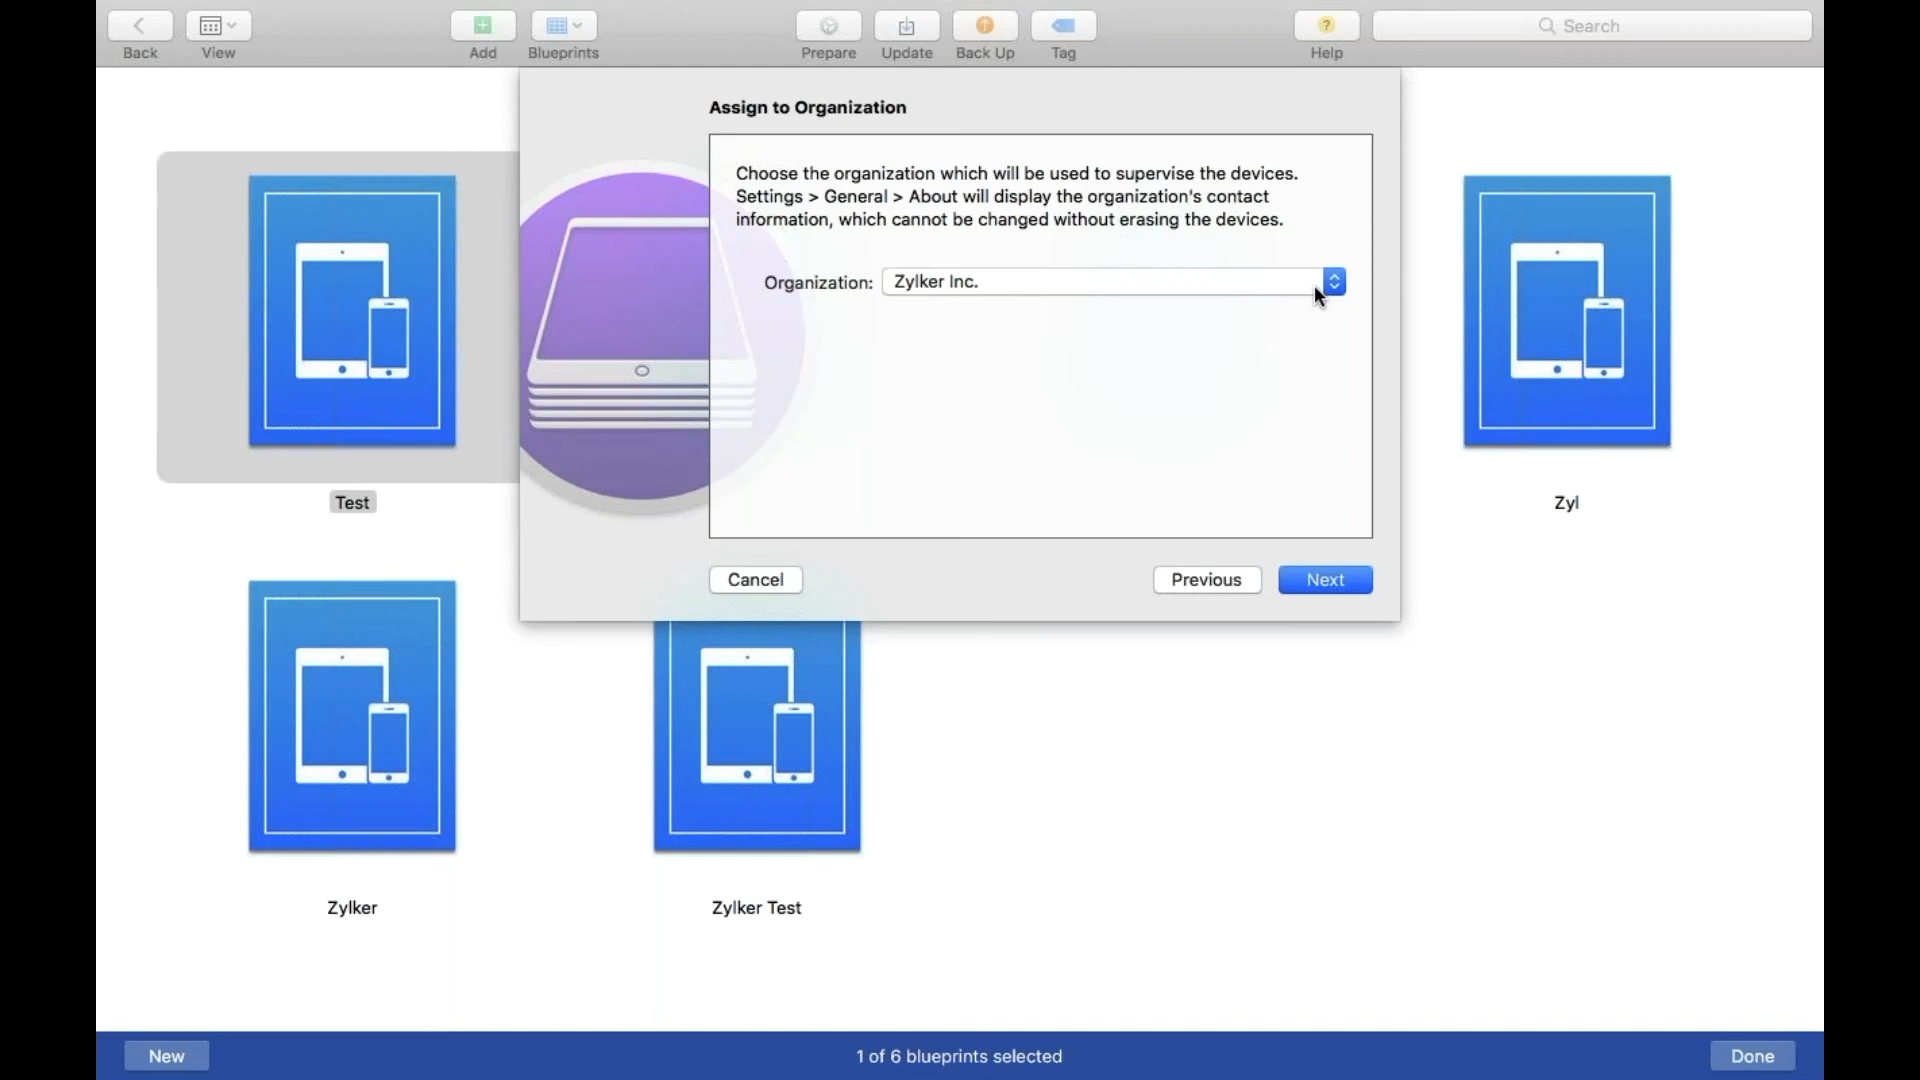 Back
View
Add
Blueprints
Prepare
Update
Back Up
Tag
?
Help
Search
Assign to Organization
Choose the organization which will be used to supervise the devices.
Settings > General > About will display the organization's contact
information, which cannot be changed without erasing the devices.
Organization: Zylker Inc.
Cancel
Previous
Next
Test
Zyl
Zylker
Zylker Test
New
1 of 6 blueprints selected
Done